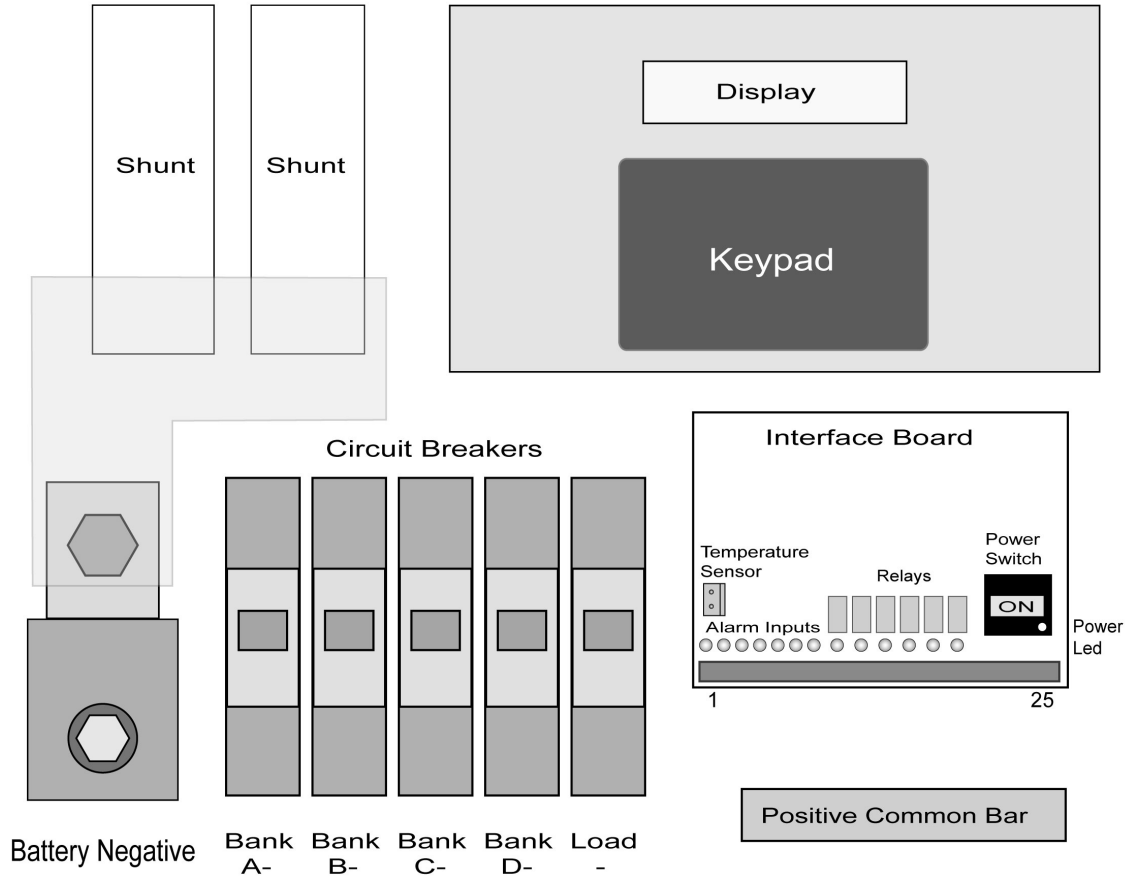 Shunt
Shunt
Display
Keypad
Circuit Breakers
Interface Board
Temperature
Sensor
Power
Switch
Relays
ON
Alarm Inputs
Power
Led
1
25
Positive Common Bar
Battery Negative
Bank
A-
Bank
B-
Bank
C-
Bank
D-
Load
-